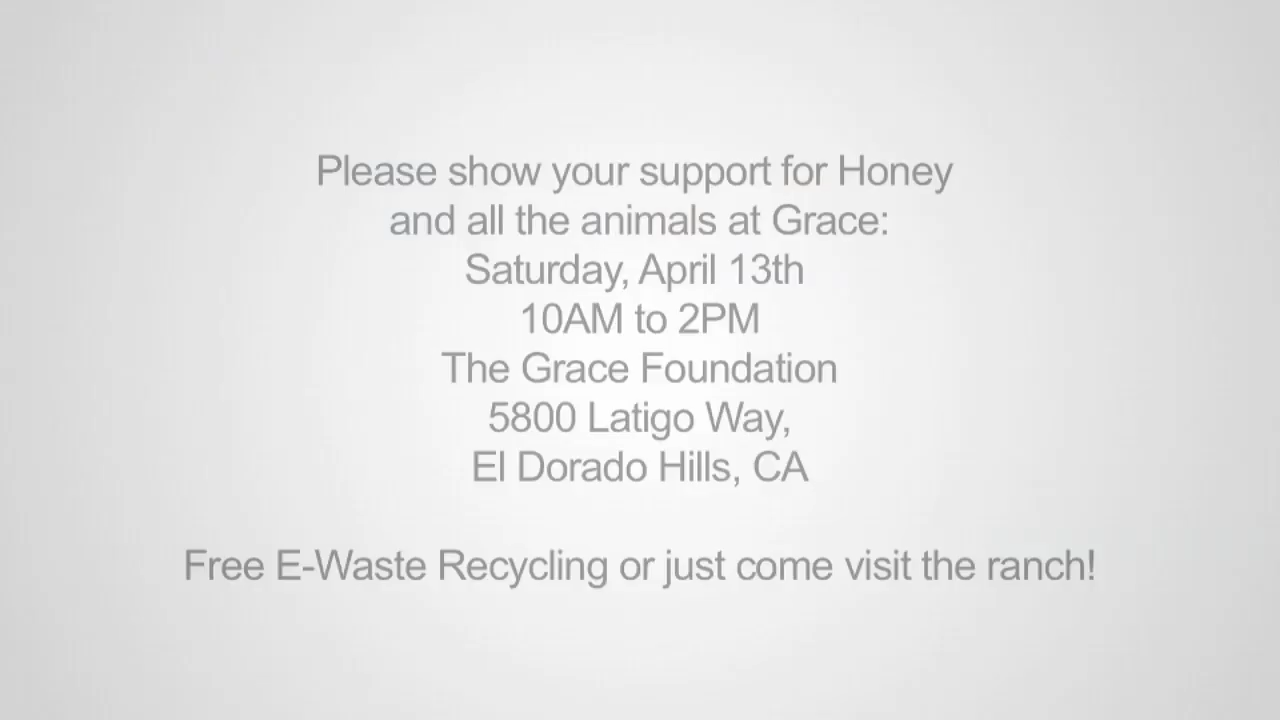 Please show your support for Honey
and all the animals at Grace:
Saturday, April 13th
10AM to 2PM
The Grace Foundation
5800 Latigo Way,
El Dorado Hills, CA
Free E-Waste Recycling or just come visit the ranch!